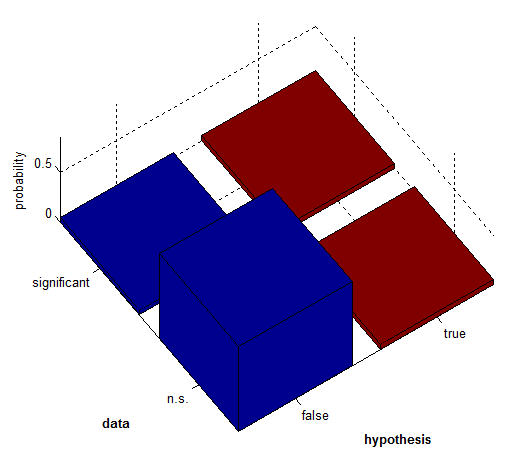 probability
0.5
0
significant
n.s.
data
false
true
hypothesis